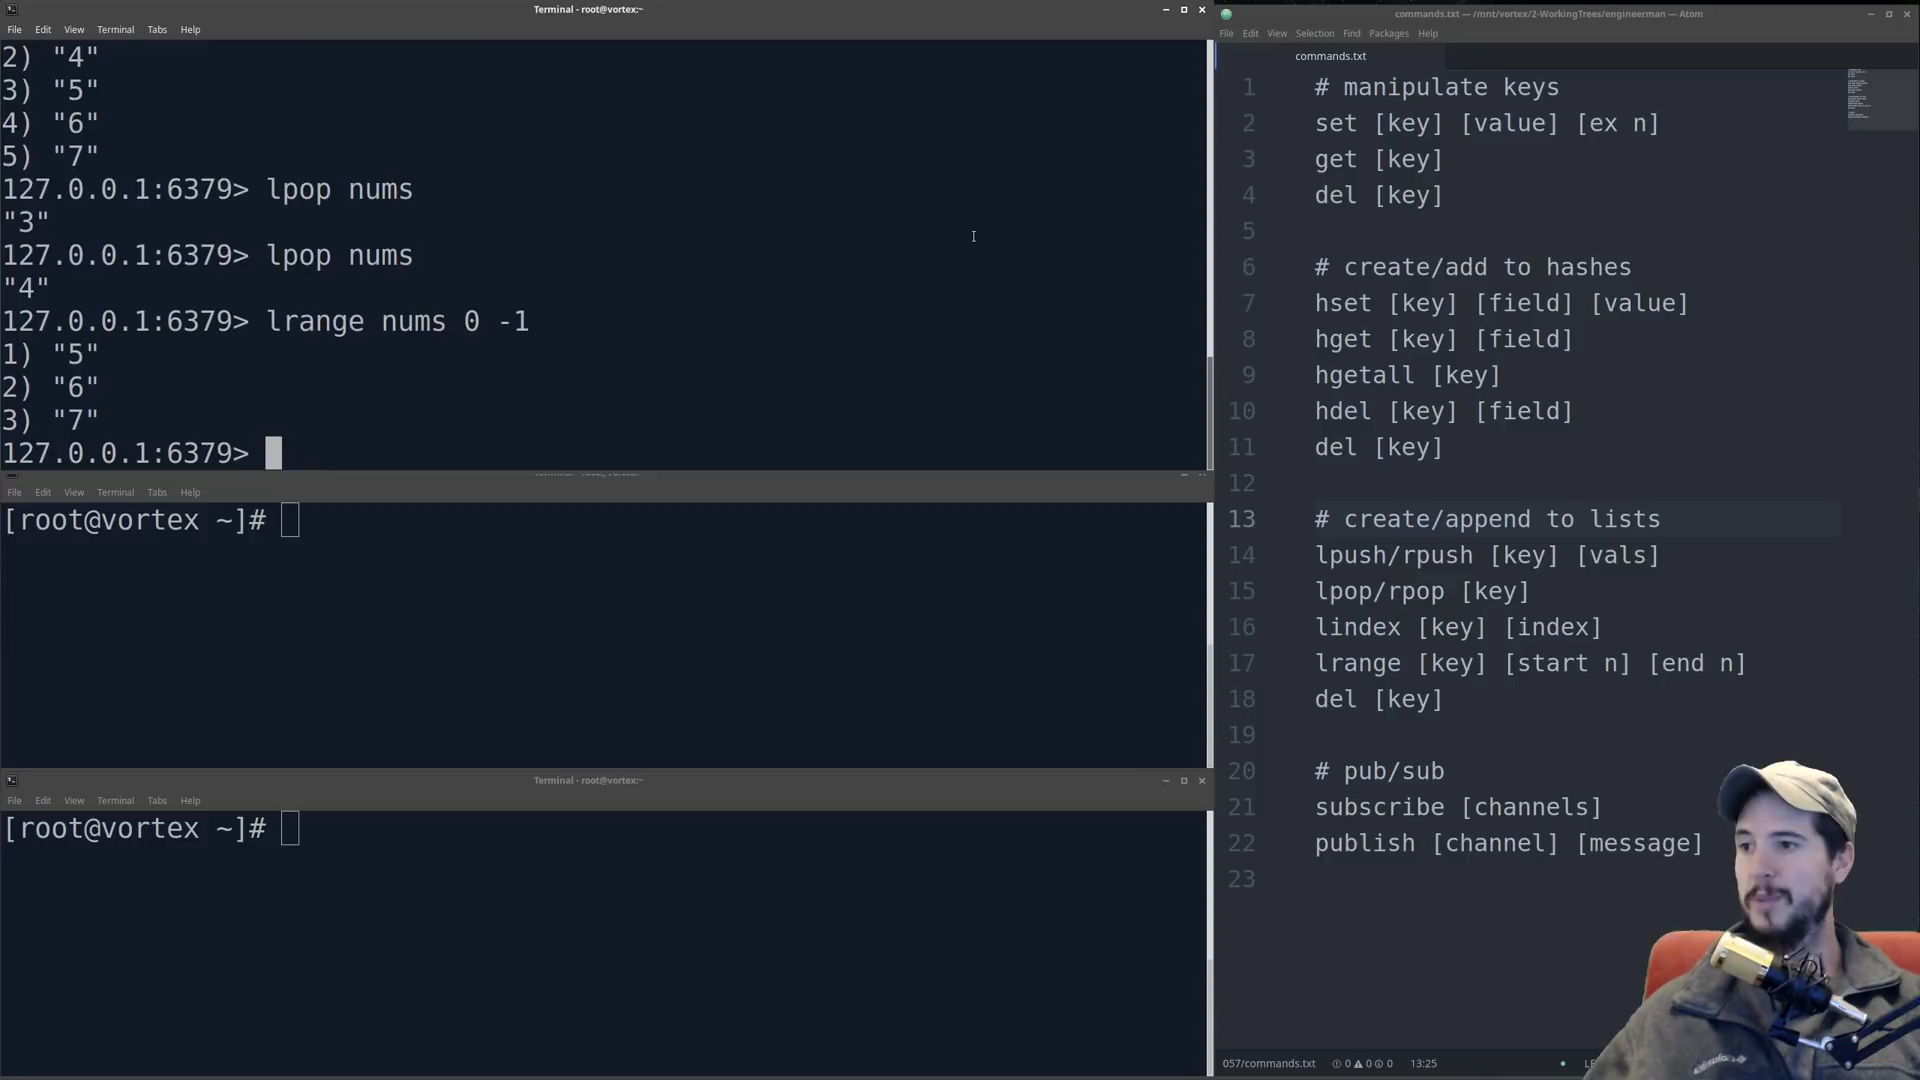 Terminal - root@vortex:~
File Edit View Terminal Tabs Help
2) "4"
3) "5"
4) "6"
5) "7"
127.0.0.1:6379> lpop nums
"3"
127.0.0.1:6379> lpop nums
"4"
127.0.0.1:6379> lrange nums 0 -1
1) "5"
2) "6"
3) "7"
127.0.0.1:6379>
File Edit View Terminal Tabs Help
[root@vortex ~]#
Terminal - root@vortex:~
File Edit View Terminal Tabs Help
[root@vortex ~]#
commands.txt — /mnt/vortex/2-WorkingTrees/engineerman — Atom
File Edit View Selection Find Packages Help
commands.txt
1 # manipulate keys
2 set [key] [value] [ex n]
3 get [key]
4 del [key]
5
6 # create/add to hashes
7 hset [key] [field] [value]
8 hget [key] [field]
9 hgetall [key]
10 hdel [key] [field]
11 del [key]
12
13 # create/append to lists
14 lpush/rpush [key] [vals]
15 lpop/rpop [key]
16 lindex [key] [index]
17 lrange [key] [start n] [end n]
18 del [key]
19
20 # pub/sub
21 subscribe [channels]
22 publish [channel] [message]
23
057/commands.txt 0 0 0 13:25